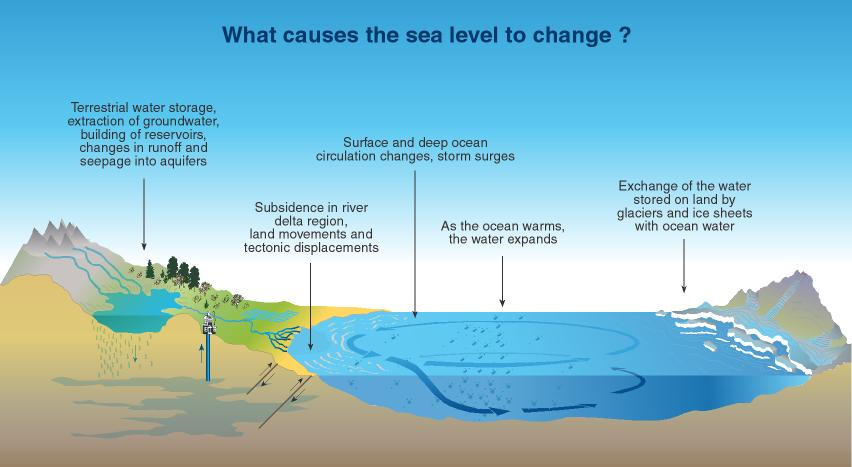 What causes the sea level to change ?
Terrestrial water storage,
extraction of groundwater,
building of reservoirs,
changes in runoff and
seepage into aquifers
Surface and deep ocean
circulation changes, storm surges
Subsidence in river
delta region,
land movements and
tectonic displacements
As the ocean warms,
the water expands
Exchange of the water
stored on land by
glaciers and ice sheets
with ocean water